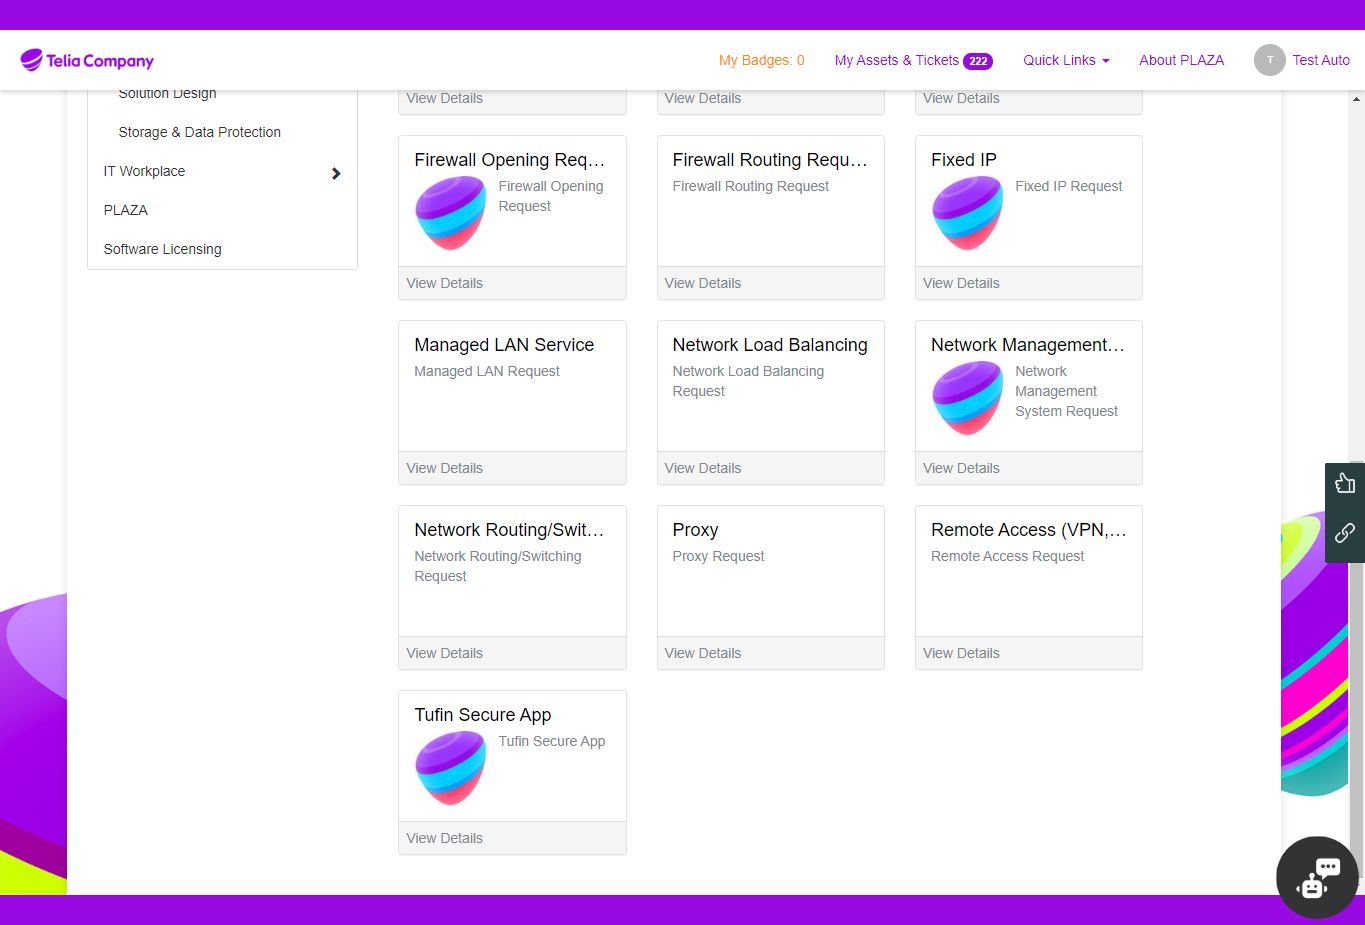 Telia Company
My Badges: 0
My Assets & Tickets 222
Quick Links
About PLAZA
T
Test Auto
Solution Design
Storage & Data Protection
IT Workplace
PLAZA
Software Licensing
View Details
View Details
View Details
Firewall Opening Req...
Firewall Opening
Request
View Details
Firewall Routing Requ...
Firewall Routing Request
View Details
Fixed IP
Fixed IP Request
View Details
Managed LAN Service
Managed LAN Request
View Details
Network Load Balancing
Network Load Balancing
Request
View Details
Network Management...
Network
Management
System Request
View Details
Network Routing/Swit...
Network Routing/Switching
Request
View Details
Proxy
Proxy Request
View Details
Remote Access (VPN,...
Remote Access Request
View Details
Tufin Secure App
Tufin Secure App
View Details